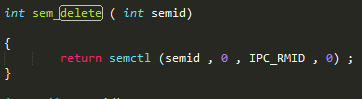 int sem_delete ( int semid)
{
return semctl (semid , 0 , IPC_RMID , 0) ;
}